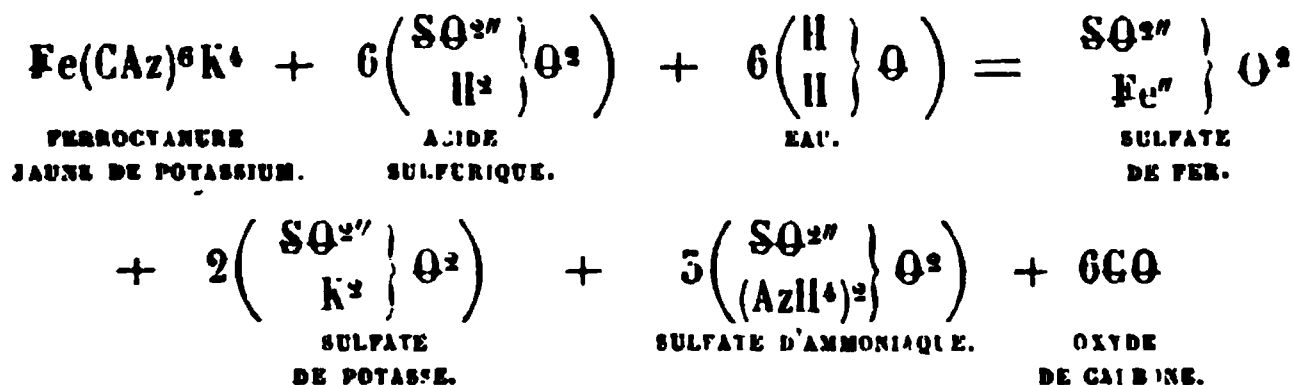 Fe(CAz)⁶K⁴ + 6(SO²″ H² } O²) + 6(H H } O) = SO²″ Fe″ } O²
FERROCYANURE JAUNE DE POTASSIUM. ACIDE SULFURIQUE. EAU. SULFATE DE FER.
+ 2(SO²″ K² } O²) + 3(SO²″ (AzH⁴)² } O²) + 6CO
SULFATE DE POTASSE. SULFATE D'AMMONIAQUE. OXYDE DE CARBONE.